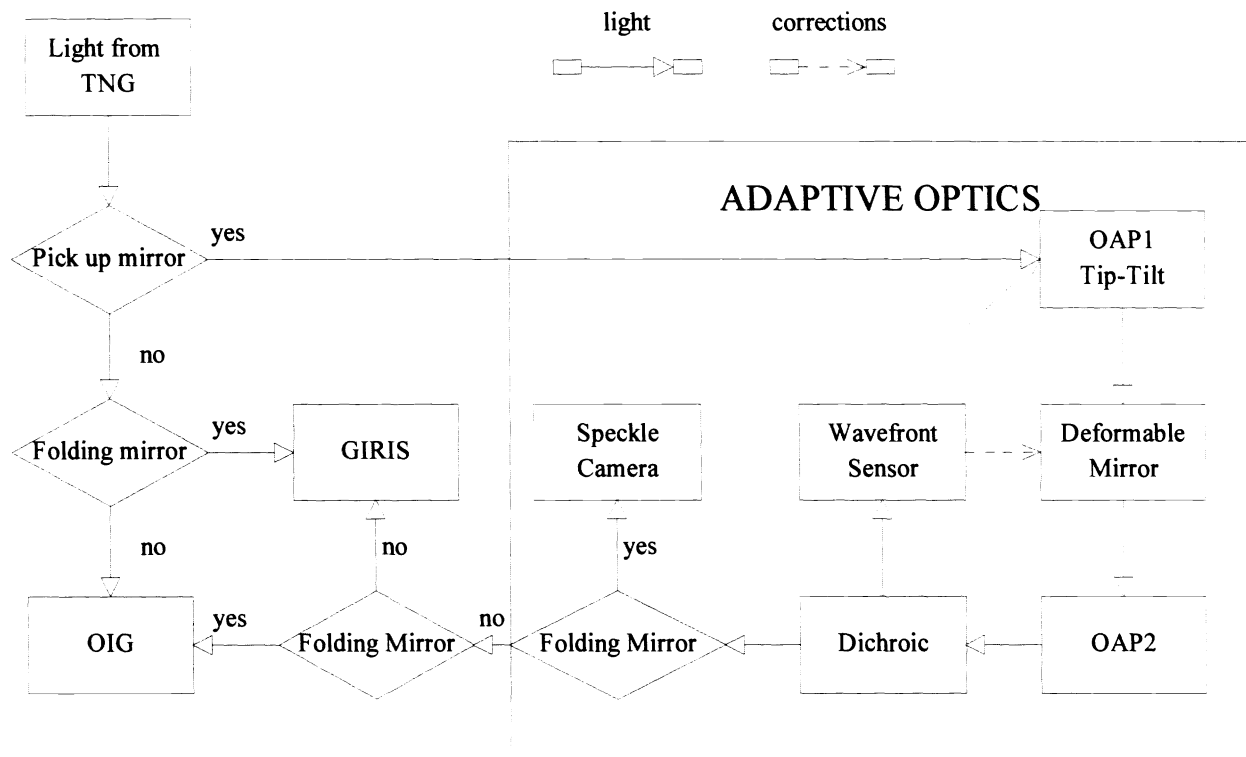 light
corrections
Light from
TNG
ADAPTIVE OPTICS
Pick up mirror
yes
OAP1
Tip-Tilt
no
Folding mirror
yes
GIRIS
Speckle
Camera
Wavefront
Sensor
Deformable
Mirror
no
no
yes
OIG
yes
Folding Mirror
no
Folding Mirror
Dichroic
OAP2